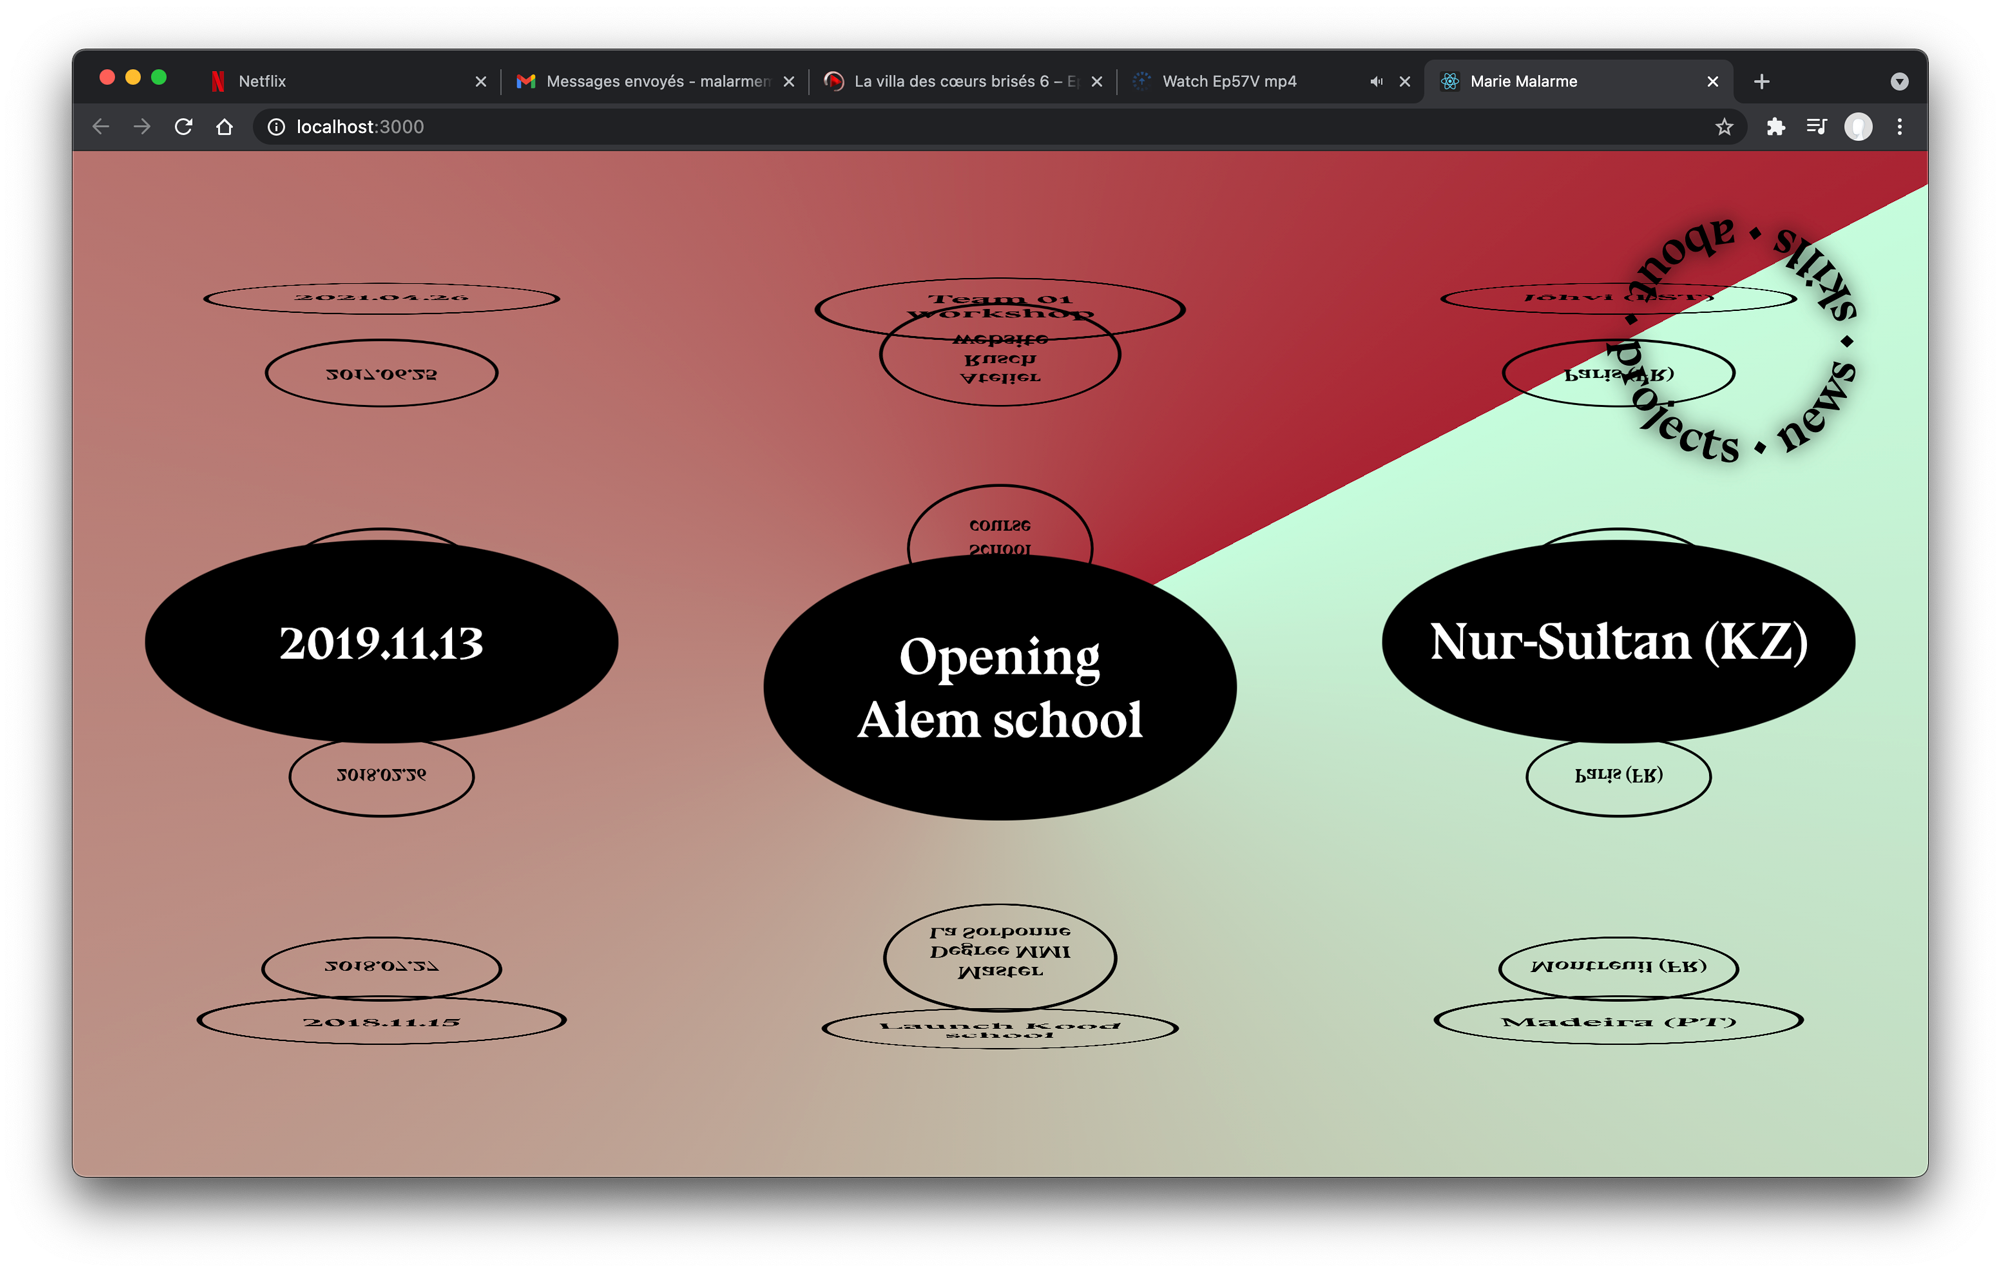 Netflix
Messages envoyés - malarmen
La villa des cœurs brisés 6 – Ep
Watch Ep57V mp4
Marie Malarme
localhost:3000
about · skills · news · projects ·
2021.04.26
Team 01
workshop
Johvi (EST)
2017.06.25
Atelier
Rusch
website
Paris (FR)
School
course
2019.11.13
Opening
Alem school
Nur-Sultan (KZ)
2018.02.26
Paris (FR)
2018.07.27
Master
Degree MMI
La Sorbonne
Montreuil (FR)
2018.11.15
Launch Kood
school
Madeira (PT)